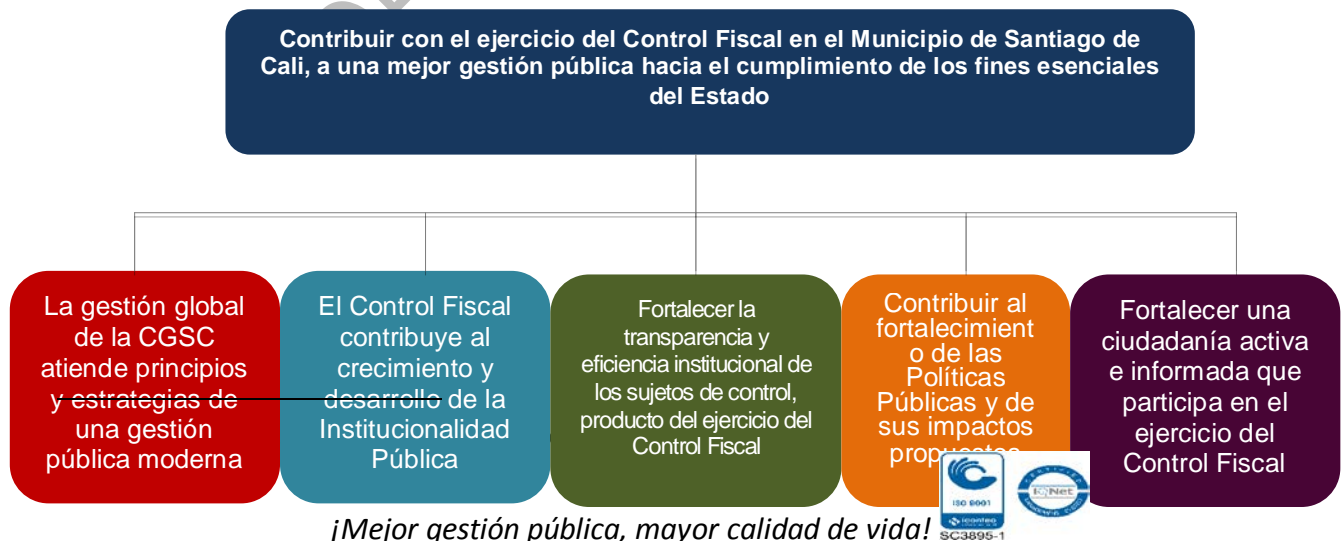 Contribuir con el ejercicio del Control Fiscal en el Municipio de Santiago de
Cali, a una mejor gestión pública hacia el cumplimiento de los fines esenciales
del Estado
La gestión global
de la CGSC
atiende principios
y estrategias de
una gestión
pública moderna
El Control Fiscal
contribuye al
crecimiento y
desarrollo de la
Institucionalidad
Pública
Fortalecer la
transparencia y
eficiencia institucional de
los sujetos de control,
producto del ejercicio del
Control Fiscal
Contribuir al
fortalecimient
o de las
Políticas
Públicas y de
sus impactos
propuestos
Fortalecer una
ciudadanía activa
e informada que
participa en el
ejercicio del
Control Fiscal
ISO 9001
icontec
SC3895-1
IQNet
¡Mejor gestión pública, mayor calidad de vida!